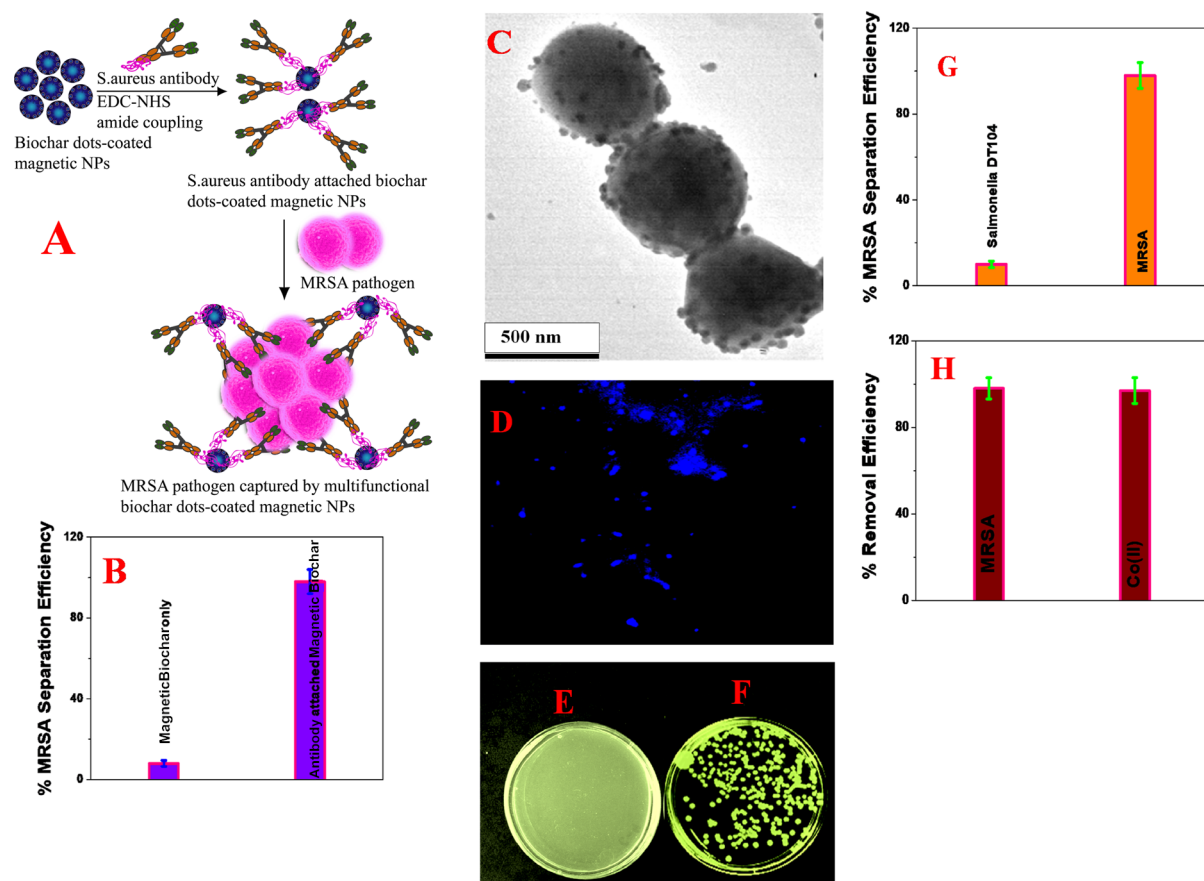 A
S.aureus antibody
EDC-NHS
amide coupling
Biochar dots-coated
magnetic NPs
S.aureus antibody attached biochar
dots-coated magnetic NPs
MRSA pathogen
MRSA pathogen captured by multifunctional
biochar dots-coated magnetic NPs
B
% MRSA Separation Efficiency
120
80
40
0
MagneticBiocharonly
Antibody attached Magnetic Biochar
C
500 nm
D
E
F
G
% MRSA Separation Efficiency
120
80
40
0
Salmonella DT104
MRSA
H
% Removal Efficiency
120
80
40
0
MRSA
Co(II)